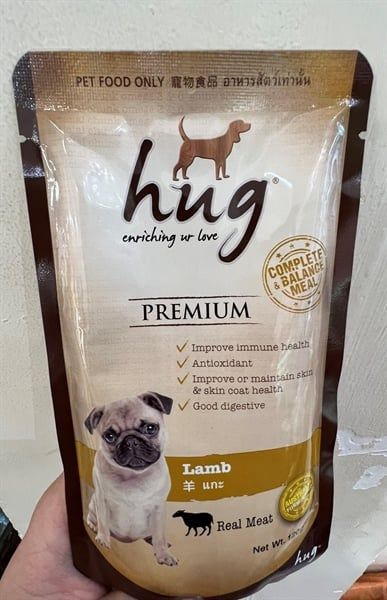 PET FOOD ONLY 寵物食品 อาหารสัตว์เท่านั้น
hug®
enriching ur love
COMPLETE
& BALANCE
MEAL
PREMIUM
Improve immune health
Antioxidant
Improve or maintain skin
& skin coat health
Good digestive
Lamb
羊 แกะ
Real Meat
Net Wt.
hug